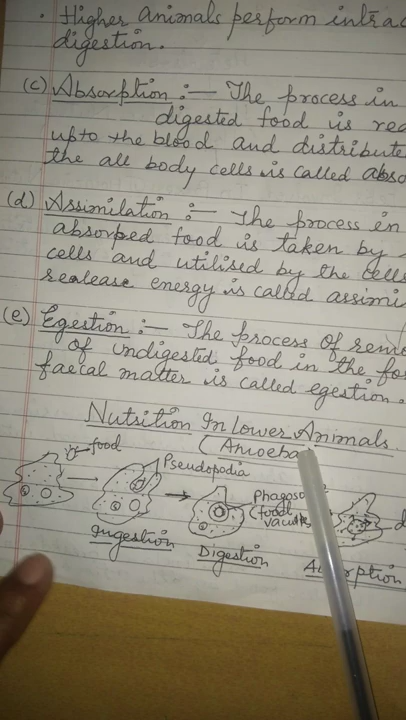 · Higher Animals perform intrac
digestion.
(c) Absorption :— The process in
digested food is rea
upto the blood and distribute
the all body cells is called abso
(d) Assimilation :— The process in
absorped food is taken by
cells and utilised by the cells
realease energy is called assimi
(e) Egestion :— The process of remo
of undigested food in the fo
faecal matter is called egestion.
Nutrition In Lower Animals
(Amoeba
food
Pseudopodia
Phagoso
(food
vacu
Ingestion
Digestion